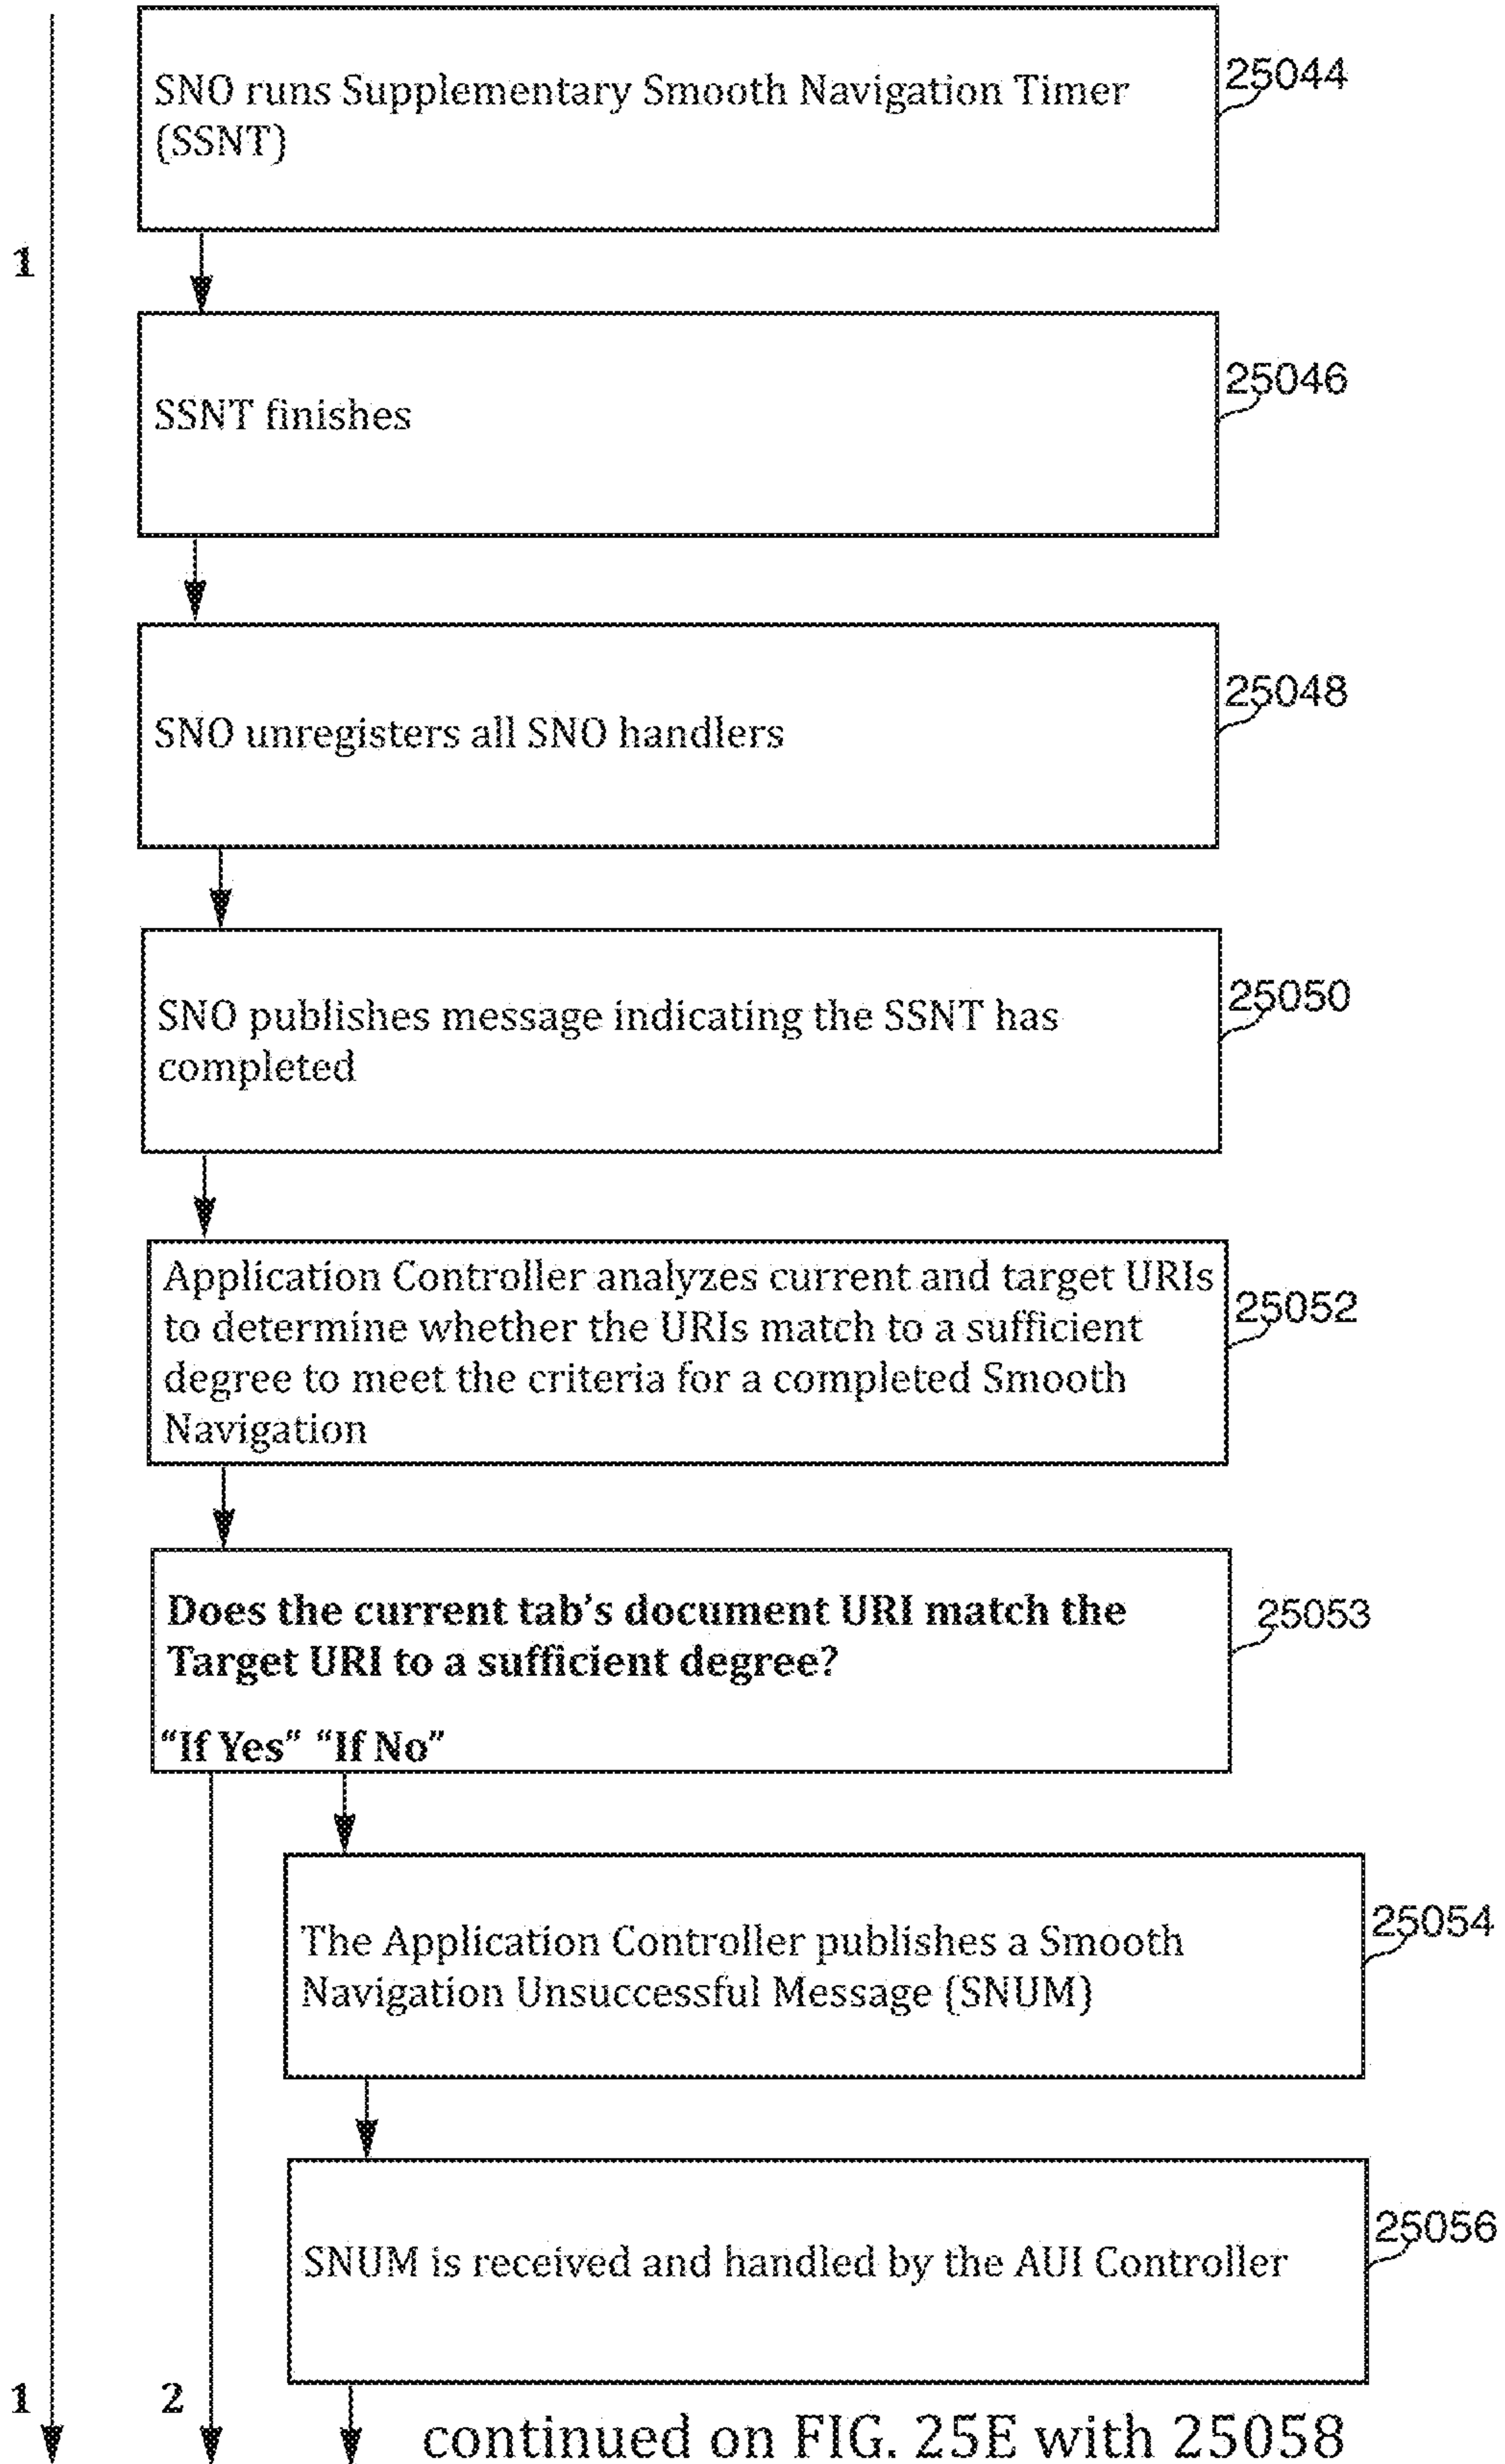 SNO runs Supplementary Smooth Navigation Timer
(SSNT)
25044
1
SSNT finishes
25046
SNO unregisters all SNO handlers
25048
SNO publishes message indicating the SSNT has
completed
25050
Application Controller analyzes current and target URIs
to determine whether the URIs match to a sufficient
degree to meet the criteria for a completed Smooth
Navigation
25052
Does the current tab's document URI match the
Target URI to a sufficient degree?
"If Yes" "If No"
25053
The Application Controller publishes a Smooth
Navigation Unsuccessful Message (SNUM)
25054
SNUM is received and handled by the AUI Controller
25056
1
2
continued on FIG. 25E with 25058